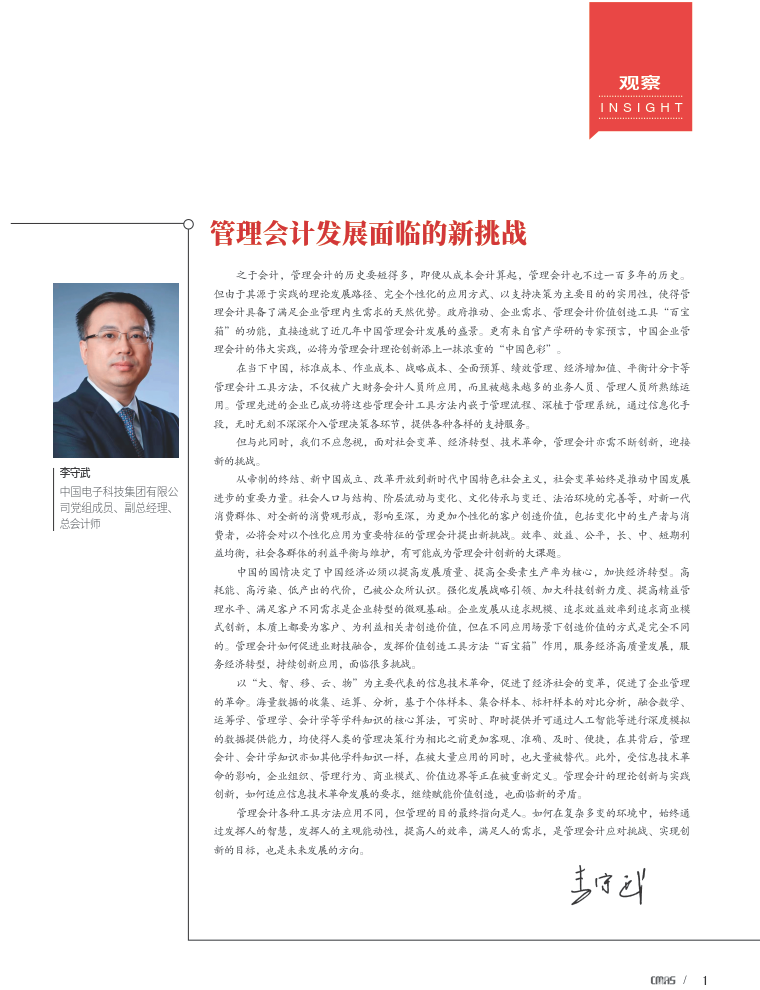 观察
INSIGHT
管理会计发展面临的新挑战
之于会计，管理会计的历史要短得多，即便从成本会计算起，管理会计也不过一百多年的历史。
但由于其源于实践的理论发展路径、完全个性化的应用方式、以支持决策为主要目的的实用性，使得管
理会计具备了满足企业管理内生需求的天然优势。政府推动、企业需求、管理会计价值创造工具“百宝
箱”的功能，直接造就了近几年中国管理会计发展的盛景。更有来自官产学研的专家预言，中国企业管
理会计的伟大实践，必将为管理会计理论创新添上一抹浓重的“中国色彩”。
在当下中国，标准成本、作业成本、战略成本、全面预算、绩效管理、经济增加值、平衡计分卡等
管理会计工具方法，不仅被广大财务会计人员所应用，而且被越来越多的业务人员、管理人员所熟练运
用。管理先进的企业已成功将这些管理会计工具方法内嵌于管理流程、深植于管理系统，通过信息化手
段，无时无刻不深深介入管理决策各环节，提供各种各样的支持服务。
但与此同时，我们不应忽视，面对社会变革、经济转型、技术革命，管理会计亦需不断创新，迎接
新的挑战。
从帝制的终结、新中国成立、改革开放到新时代中国特色社会主义，社会变革始终是推动中国发展
进步的重要力量。社会人口与结构、阶层流动与变化、文化传承与变迁、法治环境的完善等，对新一代
消费群体、对全新的消费观形成，影响至深，为更加个性化的客户创造价值，包括变化中的生产者与消
费者，必将会对以个性化应用为重要特征的管理会计提出新挑战。效率、效益、公平，长、中、短期利
益均衡，社会各群体的利益平衡与维护，有可能成为管理会计创新的大课题。
中国的国情决定了中国经济必须以提高发展质量、提高全要素生产率为核心，加快经济转型。高
耗能、高污染、低产出的代价，已被公众所认识。强化发展战略引领、加大科技创新力度、提高精益管
理水平、满足客户不同需求是企业转型的微观基础。企业发展从追求规模、追求效益效率到追求商业模
式创新，本质上都要为客户、为利益相关者创造价值，但在不同应用场景下创造价值的方式是完全不同
的。管理会计如何促进业财技融合，发挥价值创造工具方法“百宝箱”作用，服务经济高质量发展，服
务经济转型，持续创新应用，面临很多挑战。
以“大、智、移、云、物”为主要代表的信息技术革命，促进了经济社会的变革，促进了企业管理
的革命。海量数据的收集、运算、分析，基于个体样本、集合样本、标杆样本的对比分析，融合数学、
运筹学、管理学、会计学等学科知识的核心算法，可实时、即时提供并可通过人工智能等进行深度模拟
的数据提供能力，均使得人类的管理决策行为相比之前更加客观、准确、及时、便捷，在其背后，管理
会计、会计学知识亦如其他学科知识一样，在被大量应用的同时，也大量被替代。此外，受信息技术革
命的影响，企业组织、管理行为、商业模式、价值边界等正在被重新定义。管理会计的理论创新与实践
创新，如何适应信息技术革命发展的要求，继续赋能价值创造，也面临新的矛盾。
管理会计各种工具方法应用不同，但管理的目的最终指向是人。如何在复杂多变的环境中，始终通
过发挥人的智慧，发挥人的主观能动性，提高人的效率，满足人的需求，是管理会计应对挑战、实现创
新的目标，也是未来发展的方向。
李守武
李守武
中国电子科技集团有限公
司党组成员、副总经理、
总会计师
CMAS / 1